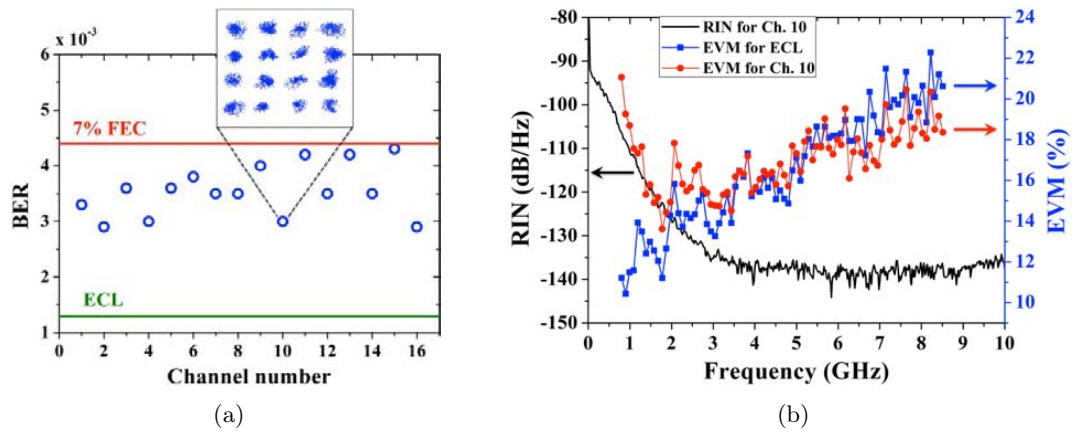 x 10⁻³
6
5
4
3
2
1
7% FEC
ECL
BER
0 2 4 6 8 10 12 14 16
Channel number
(a)
-80
-90
-100
-110
-120
-130
-140
-150
RIN (dB/Hz)
RIN for Ch. 10
EVM for ECL
EVM for Ch. 10
24
22
20
18
16
14
12
10
EVM (%)
0 1 2 3 4 5 6 7 8 9 10
Frequency (GHz)
(b)